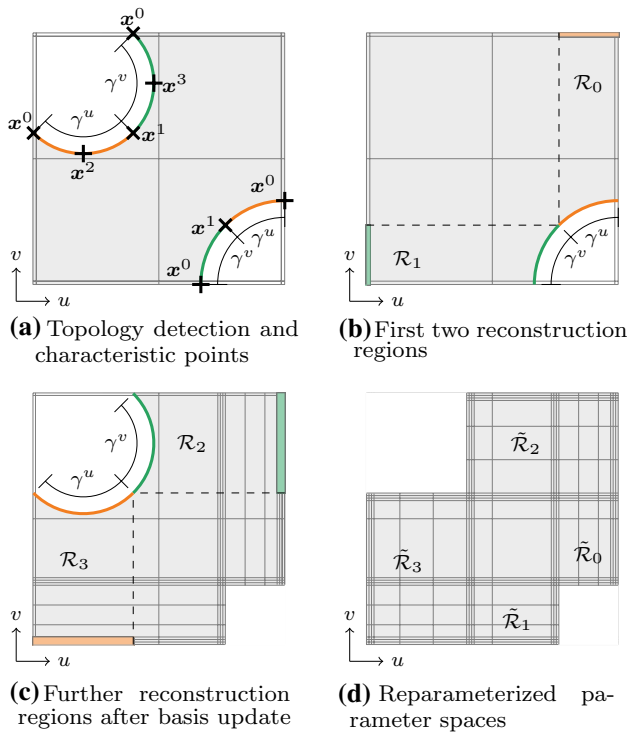 x⁰
γᵛ
x³
x⁰
γᵘ
x¹
x²
x⁰
x¹
γᵘ
γᵛ
x⁰
v
u
(a) Topology detection and
characteristic points
R₀
R₁
γᵘ
γᵛ
v
u
(b) First two reconstruction
regions
γᵛ
R₂
γᵘ
R₃
v
u
(c) Further reconstruction
regions after basis update
R̃₂
R̃₃
R̃₀
R̃₁
v
u
(d) Reparameterized pa-
rameter spaces